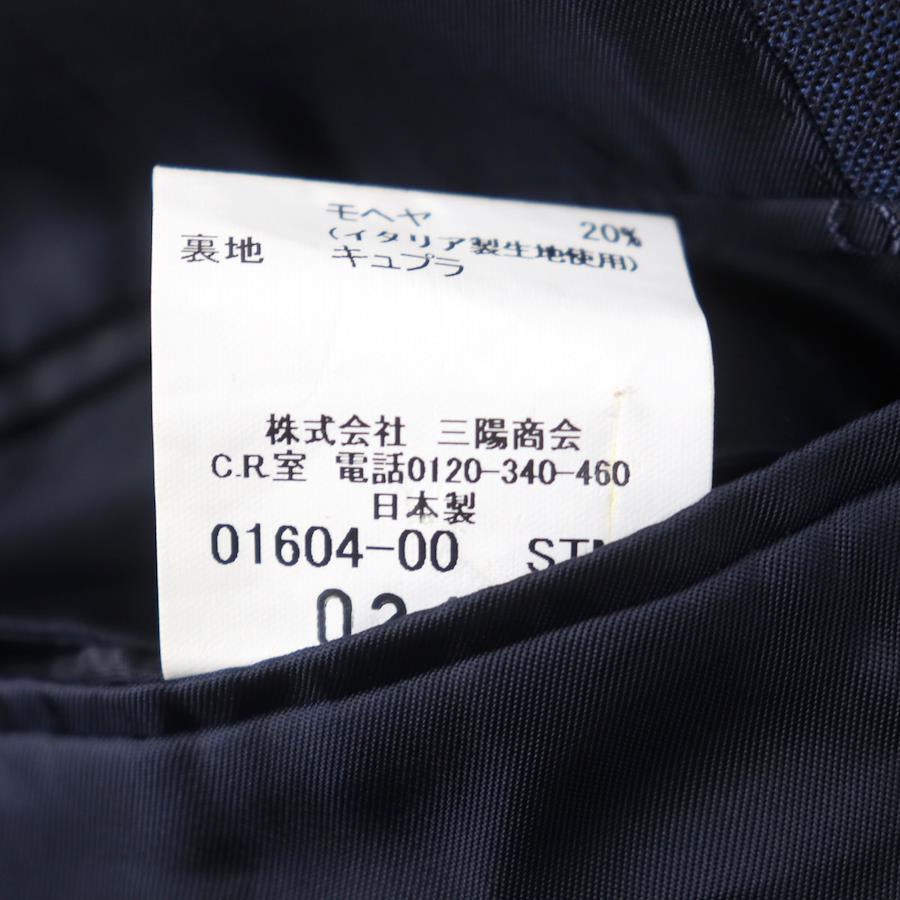 モヘヤ 20%
(イタリア製生地使用)
裏地 キュプラ
株式会社 三陽商会
C.R室 電話0120-340-460
日本製
01604-00